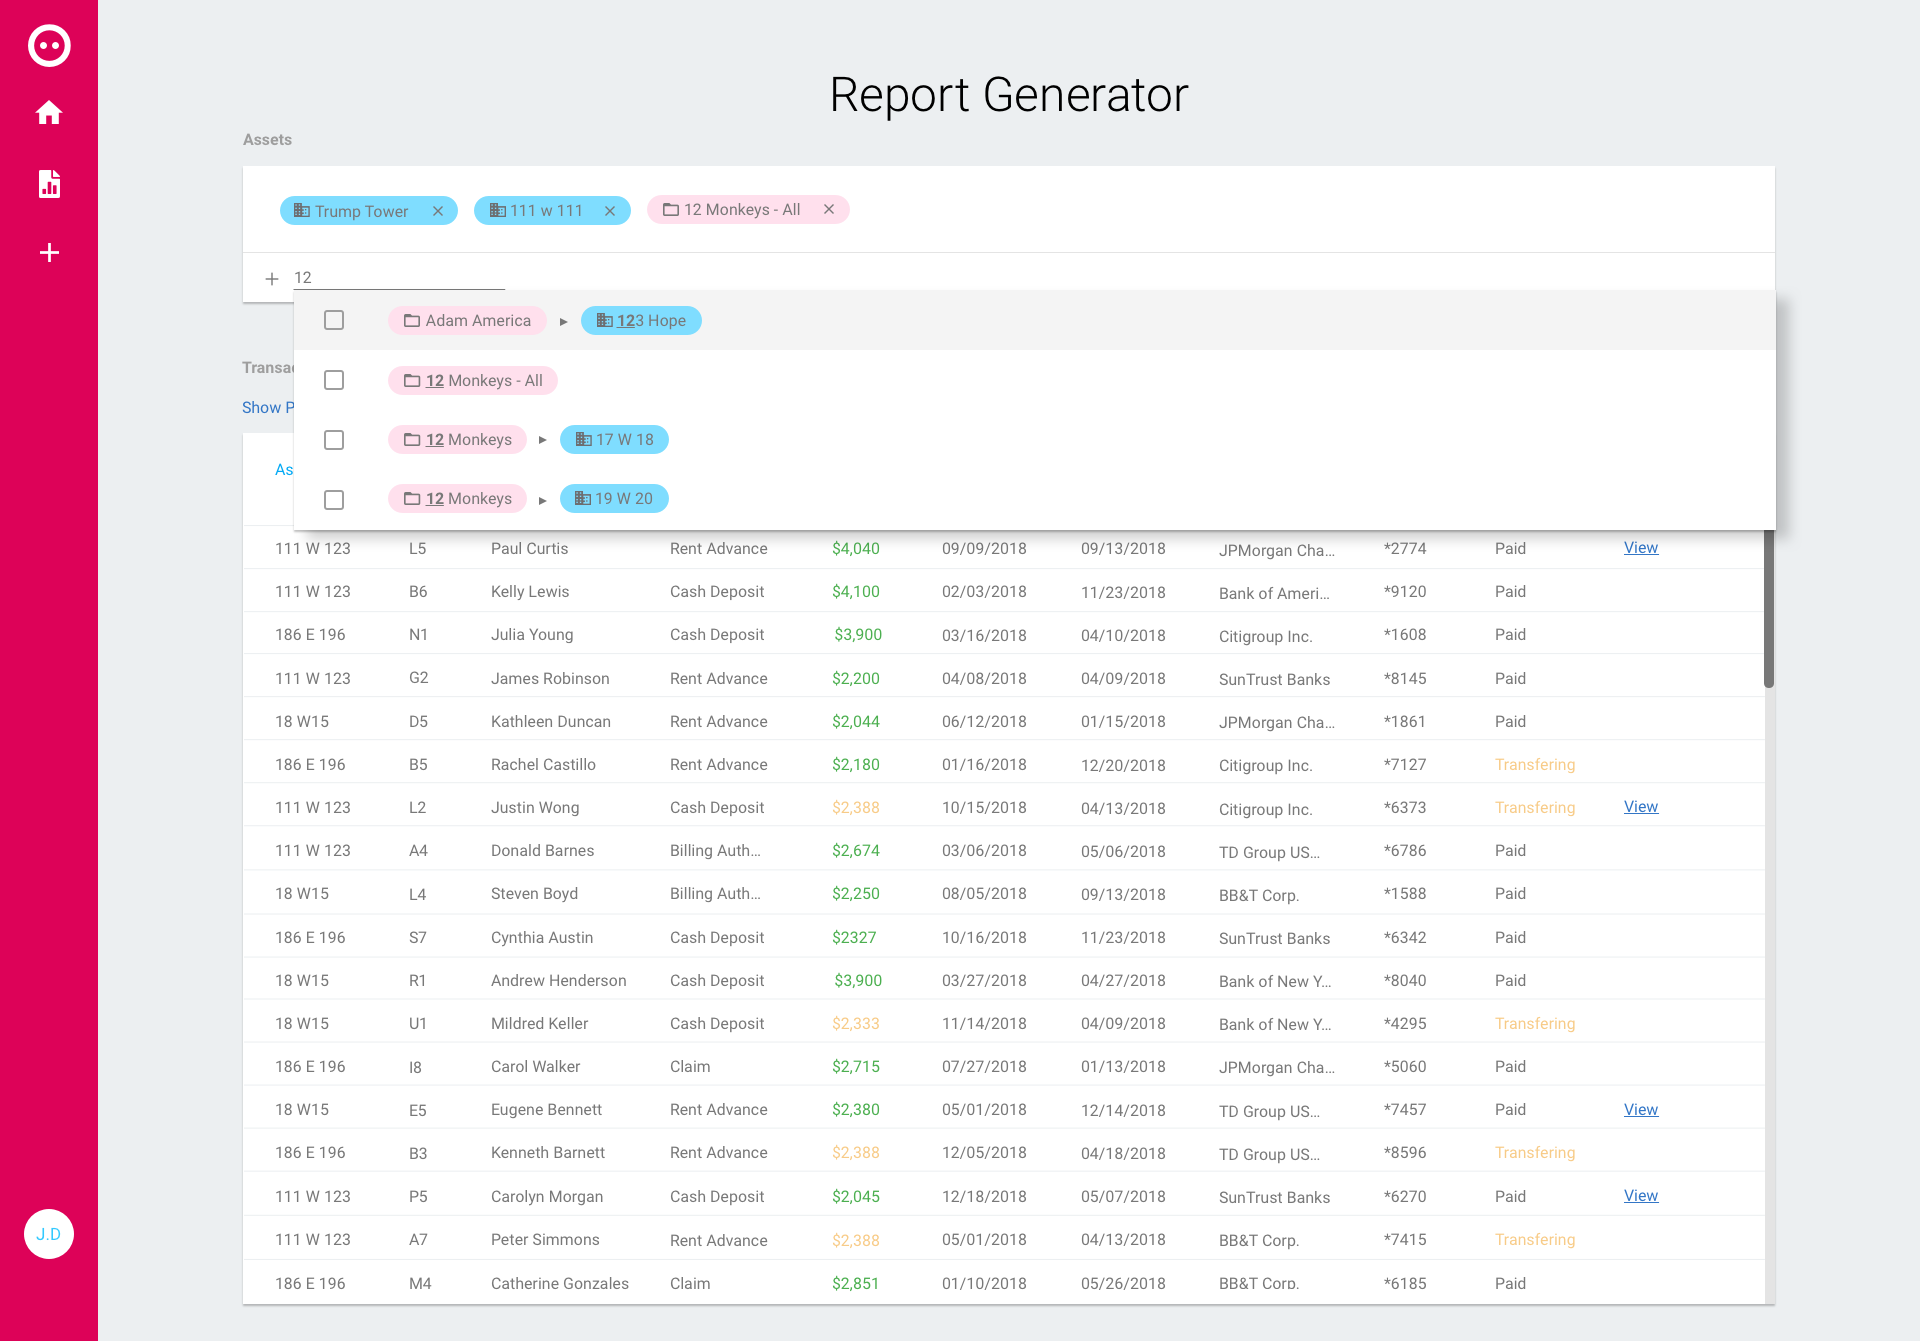 Report Generator
Assets
Trump Tower
111 w 111
12 Monkeys - All
12
Adam America ▸ 123 Hope
12 Monkeys - All
12 Monkeys ▸ 17 W 18
12 Monkeys ▸ 19 W 20
Show P
As
111 W 123 L5 Paul Curtis Rent Advance $4,040 09/09/2018 09/13/2018 JPMorgan Cha... *2774 Paid View
111 W 123 B6 Kelly Lewis Cash Deposit $4,100 02/03/2018 11/23/2018 Bank of Ameri... *9120 Paid
186 E 196 N1 Julia Young Cash Deposit $3,900 03/16/2018 04/10/2018 Citigroup Inc. *1608 Paid
111 W 123 G2 James Robinson Rent Advance $2,200 04/08/2018 04/09/2018 SunTrust Banks *8145 Paid
18 W15 D5 Kathleen Duncan Rent Advance $2,044 06/12/2018 01/15/2018 JPMorgan Cha... *1861 Paid
186 E 196 B5 Rachel Castillo Rent Advance $2,180 01/16/2018 12/20/2018 Citigroup Inc. *7127 Transfering
111 W 123 L2 Justin Wong Cash Deposit $2,388 10/15/2018 04/13/2018 Citigroup Inc. *6373 Transfering View
111 W 123 A4 Donald Barnes Billing Auth... $2,674 03/06/2018 05/06/2018 TD Group US... *6786 Paid
18 W15 L4 Steven Boyd Billing Auth... $2,250 08/05/2018 09/13/2018 BB&T Corp. *1588 Paid
186 E 196 S7 Cynthia Austin Cash Deposit $2327 10/16/2018 11/23/2018 SunTrust Banks *6342 Paid
18 W15 R1 Andrew Henderson Cash Deposit $3,900 03/27/2018 04/27/2018 Bank of New Y... *8040 Paid
18 W15 U1 Mildred Keller Cash Deposit $2,333 11/14/2018 04/09/2018 Bank of New Y... *4295 Transfering
186 E 196 I8 Carol Walker Claim $2,715 07/27/2018 01/13/2018 JPMorgan Cha... *5060 Paid
18 W15 E5 Eugene Bennett Rent Advance $2,380 05/01/2018 12/14/2018 TD Group US... *7457 Paid View
186 E 196 B3 Kenneth Barnett Rent Advance $2,388 12/05/2018 04/18/2018 TD Group US... *8596 Transfering
111 W 123 P5 Carolyn Morgan Cash Deposit $2,045 12/18/2018 05/07/2018 SunTrust Banks *6270 Paid View
111 W 123 A7 Peter Simmons Rent Advance $2,388 05/01/2018 04/13/2018 BB&T Corp. *7415 Transfering
186 E 196 M4 Catherine Gonzales Claim $2,851 01/10/2018 05/26/2018 BB&T Corp. *6185 Paid
J.D